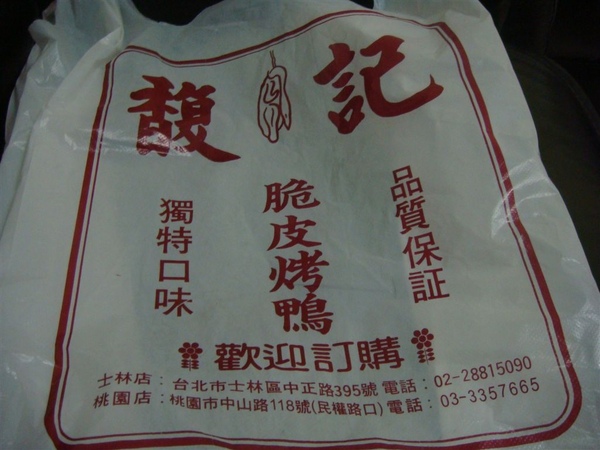 馥記
獨特口味
脆皮烤鴨
品質保証
歡迎訂購
士林店：台北市士林區中正路395號 電話：02-28815090
桃園店：桃園市中山路118號(民權路口) 電話：03-3357665